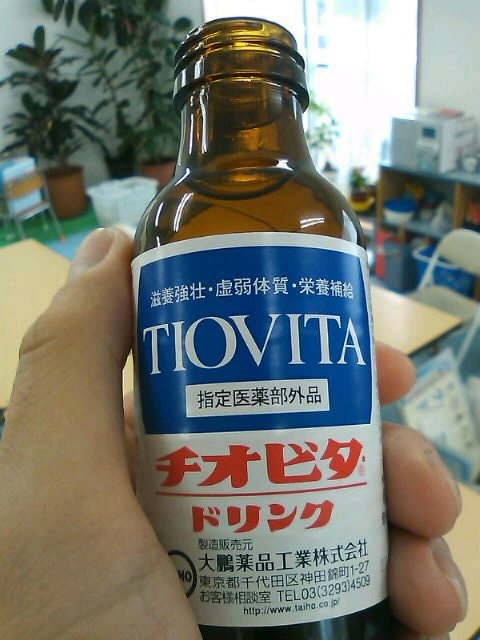 滋養強壮・虚弱体質・栄養補給
TIOVITA
指定医薬部外品
チオビタ®
ドリンク
製造販売元
大鵬薬品工業株式会社
東京都千代田区神田錦町1-27
お客様相談室 TEL03(3293)4509
http://www.taiho.co.jp/
HO